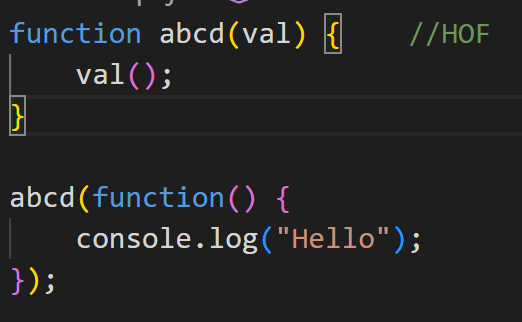 function abcd(val) {    //HOF
    val();
}
abcd(function() {
    console.log("Hello");
});